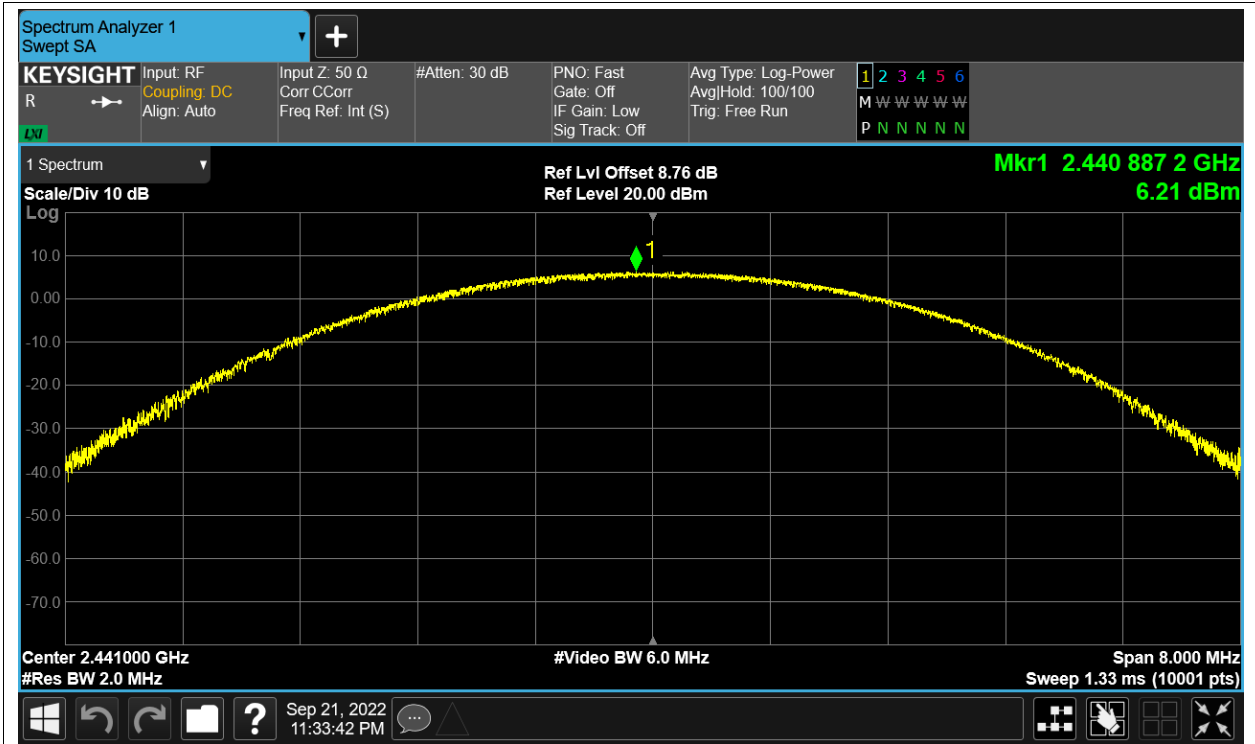 Spectrum Analyzer 1
Swept SA
KEYSIGHT
R
LXI
Input: RF
Coupling: DC
Align: Auto
Input Z: 50 Ω
Corr CCorr
Freq Ref: Int (S)
#Atten: 30 dB
PNO: Fast
Gate: Off
IF Gain: Low
Sig Track: Off
Avg Type: Log-Power
Avg|Hold: 100/100
Trig: Free Run
1 2 3 4 5 6
M W W W W W
P N N N N N
1 Spectrum
Scale/Div 10 dB
Log
Ref Lvl Offset 8.76 dB
Ref Level 20.00 dBm
Mkr1 2.440 887 2 GHz
6.21 dBm
1
10.0
0.00
-10.0
-20.0
-30.0
-40.0
-50.0
-60.0
-70.0
Center 2.441000 GHz
#Res BW 2.0 MHz
#Video BW 6.0 MHz
Span 8.000 MHz
Sweep 1.33 ms (10001 pts)
?
Sep 21, 2022
11:33:42 PM